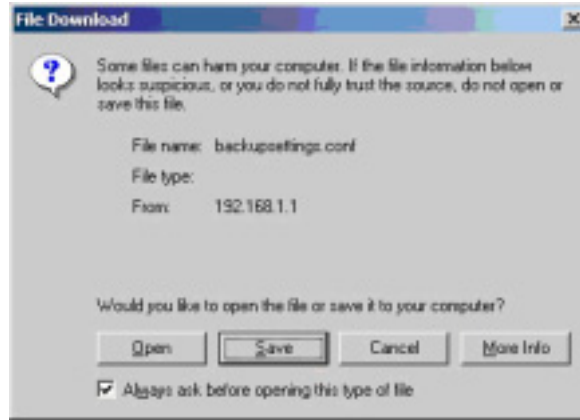 File Download
Some files can harm your computer. If the file information below
looks suspicious, or you do not fully trust the source, do not open or
save this file.
File name: backupsettings.conf
File type:
From: 192.168.1.1
Would you like to open the file or save it to your computer?
Open Save Cancel More Info
Always ask before opening this type of file